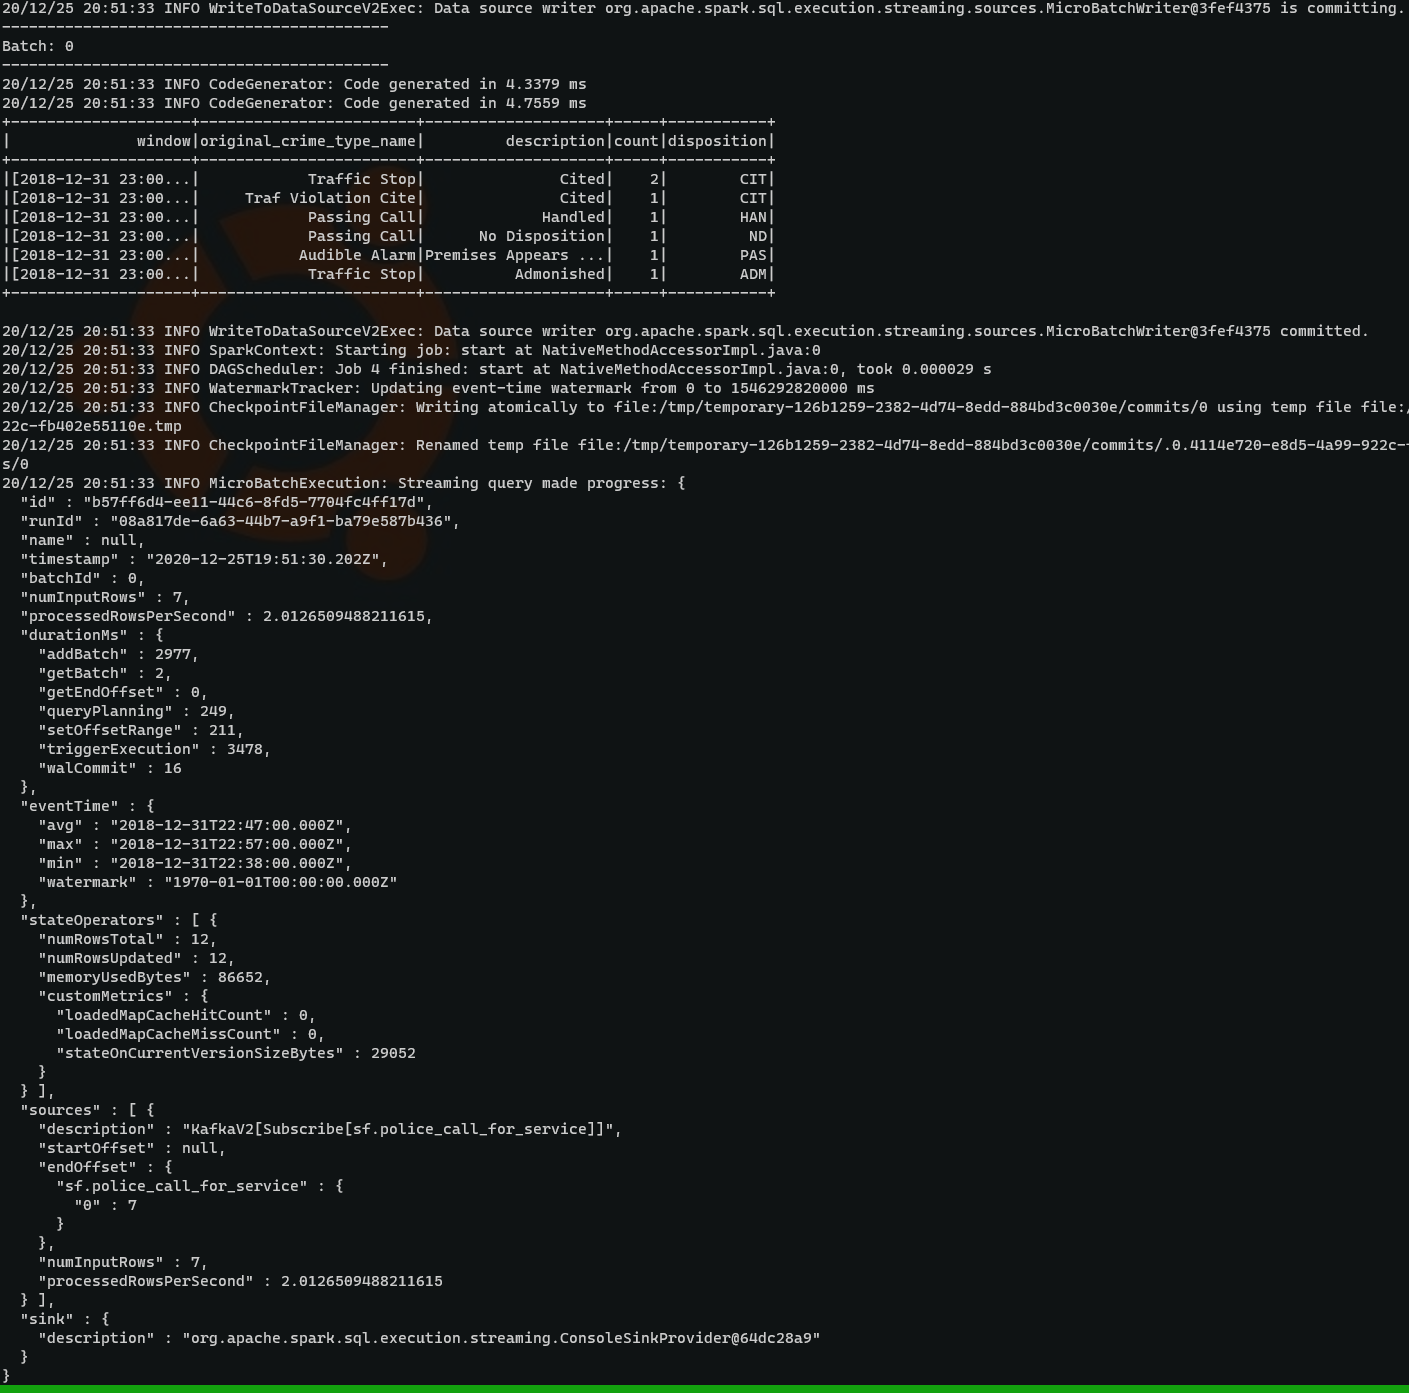 20/12/25 20:51:33 INFO WriteToDataSourceV2Exec: Data source writer org.apache.spark.sql.execution.streaming.sources.MicroBatchWriter@3fef4375 is committing.
-------------------------------------------
Batch: 0
-------------------------------------------
20/12/25 20:51:33 INFO CodeGenerator: Code generated in 4.3379 ms
20/12/25 20:51:33 INFO CodeGenerator: Code generated in 4.7559 ms
+--------------------+------------------------+--------------------+-----+-----------+
|              window|original_crime_type_name|         description|count|disposition|
+--------------------+------------------------+--------------------+-----+-----------+
|[2018-12-31 23:00...|            Traffic Stop|               Cited|    2|        CIT|
|[2018-12-31 23:00...|     Traf Violation Cite|               Cited|    1|        CIT|
|[2018-12-31 23:00...|            Passing Call|             Handled|    1|        HAN|
|[2018-12-31 23:00...|            Passing Call|      No Disposition|    1|         ND|
|[2018-12-31 23:00...|           Audible Alarm|Premises Appears ...|    1|        PAS|
|[2018-12-31 23:00...|            Traffic Stop|          Admonished|    1|        ADM|
+--------------------+------------------------+--------------------+-----+-----------+
20/12/25 20:51:33 INFO WriteToDataSourceV2Exec: Data source writer org.apache.spark.sql.execution.streaming.sources.MicroBatchWriter@3fef4375 committed.
20/12/25 20:51:33 INFO SparkContext: Starting job: start at NativeMethodAccessorImpl.java:0
20/12/25 20:51:33 INFO DAGScheduler: Job 4 finished: start at NativeMethodAccessorImpl.java:0, took 0.000029 s
20/12/25 20:51:33 INFO WatermarkTracker: Updating event-time watermark from 0 to 1546292820000 ms
20/12/25 20:51:33 INFO CheckpointFileManager: Writing atomically to file:/tmp/temporary-126b1259-2382-4d74-8edd-884bd3c0030e/commits/0 using temp file file:/
22c-fb402e55110e.tmp
20/12/25 20:51:33 INFO CheckpointFileManager: Renamed temp file file:/tmp/temporary-126b1259-2382-4d74-8edd-884bd3c0030e/commits/.0.4114e720-e8d5-4a99-922c-
s/0
20/12/25 20:51:33 INFO MicroBatchExecution: Streaming query made progress: {
  "id" : "b57ff6d4-ee11-44c6-8fd5-7704fc4ff17d",
  "runId" : "08a817de-6a63-44b7-a9f1-ba79e587b436",
  "name" : null,
  "timestamp" : "2020-12-25T19:51:30.202Z",
  "batchId" : 0,
  "numInputRows" : 7,
  "processedRowsPerSecond" : 2.0126509488211615,
  "durationMs" : {
    "addBatch" : 2977,
    "getBatch" : 2,
    "getEndOffset" : 0,
    "queryPlanning" : 249,
    "setOffsetRange" : 211,
    "triggerExecution" : 3478,
    "walCommit" : 16
  },
  "eventTime" : {
    "avg" : "2018-12-31T22:47:00.000Z",
    "max" : "2018-12-31T22:57:00.000Z",
    "min" : "2018-12-31T22:38:00.000Z",
    "watermark" : "1970-01-01T00:00:00.000Z"
  },
  "stateOperators" : [ {
    "numRowsTotal" : 12,
    "numRowsUpdated" : 12,
    "memoryUsedBytes" : 86652,
    "customMetrics" : {
      "loadedMapCacheHitCount" : 0,
      "loadedMapCacheMissCount" : 0,
      "stateOnCurrentVersionSizeBytes" : 29052
    }
  } ],
  "sources" : [ {
    "description" : "KafkaV2[Subscribe[sf.police_call_for_service]]",
    "startOffset" : null,
    "endOffset" : {
      "sf.police_call_for_service" : {
        "0" : 7
      }
    },
    "numInputRows" : 7,
    "processedRowsPerSecond" : 2.0126509488211615
  } ],
  "sink" : {
    "description" : "org.apache.spark.sql.execution.streaming.ConsoleSinkProvider@64dc28a9"
  }
}